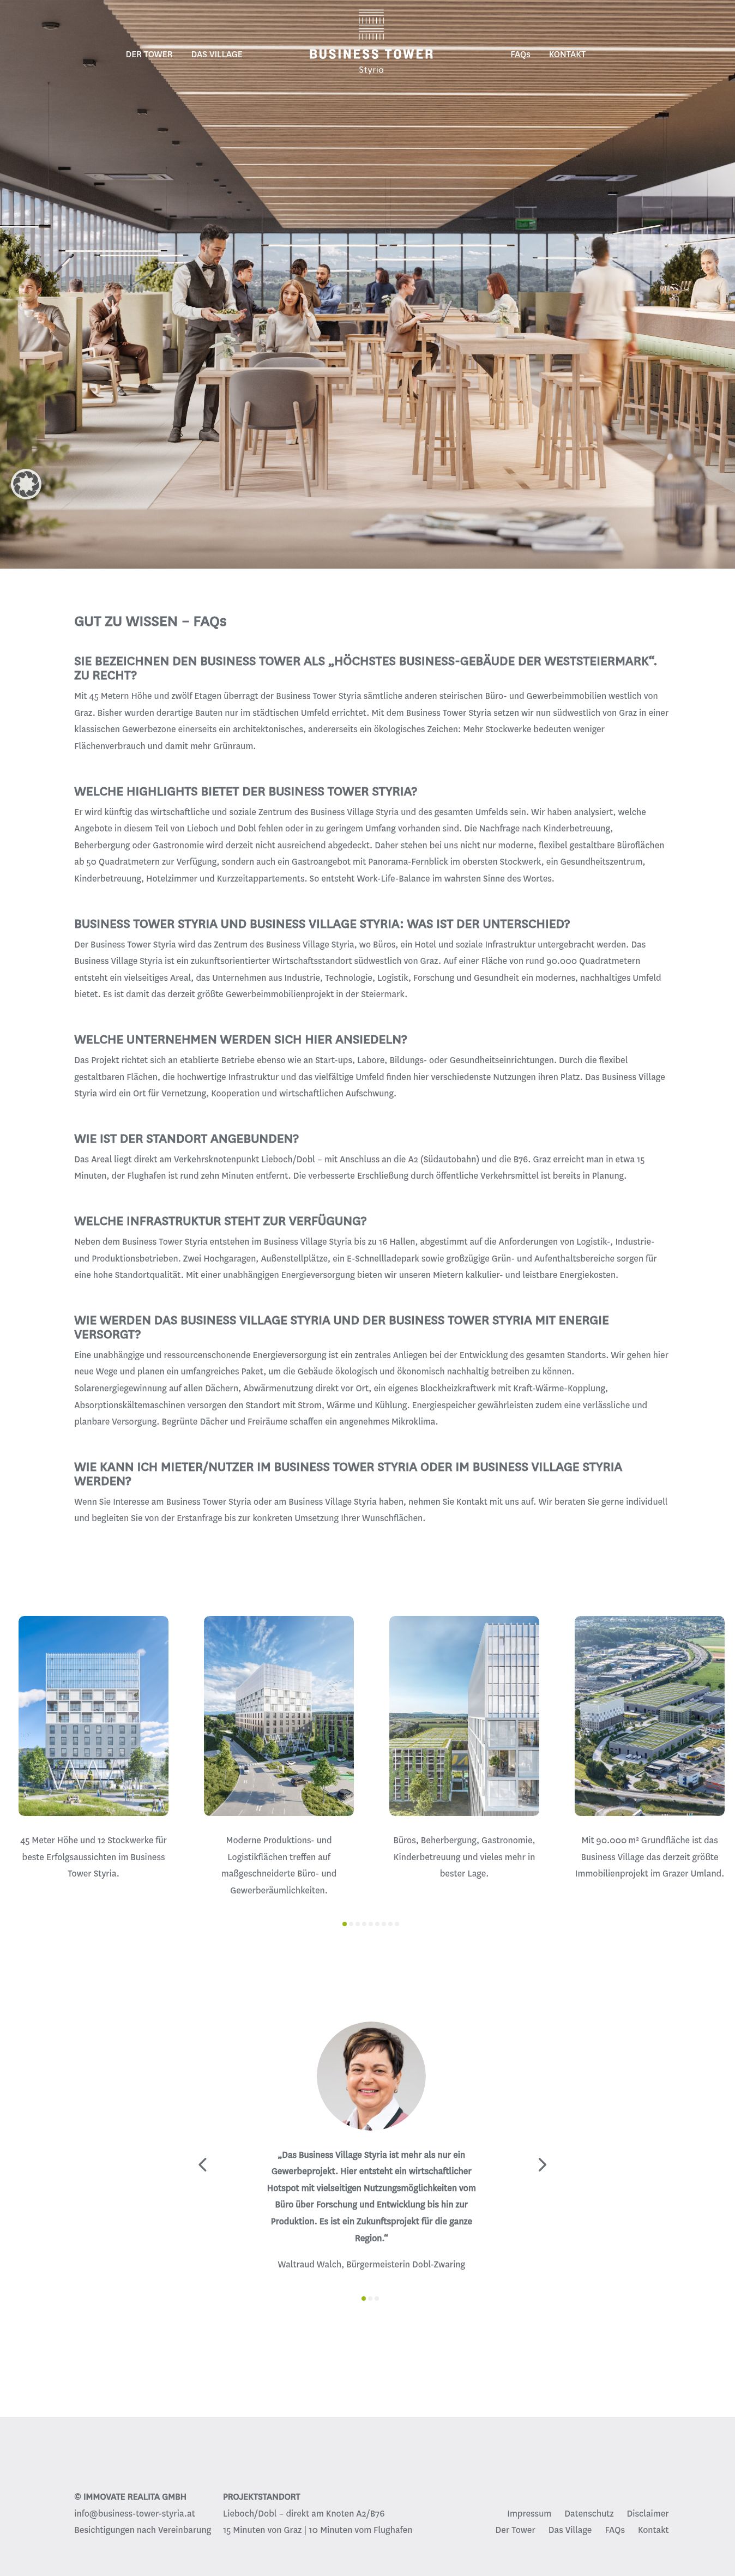 DER TOWER
DAS VILLAGE
BUSINESS TOWER
Styria
FAQs
KONTAKT
GUT ZU WISSEN – FAQs
SIE BEZEICHNEN DEN BUSINESS TOWER ALS „HÖCHSTES BUSINESS-GEBÄUDE DER WESTSTEIERMARK“.
ZU RECHT?
Mit 45 Metern Höhe und zwölf Etagen überragt der Business Tower Styria sämtliche anderen steirischen Büro- und Gewerbeimmobilien westlich von
Graz. Bisher wurden derartige Bauten nur im städtischen Umfeld errichtet. Mit dem Business Tower Styria setzen wir nun südwestlich von Graz in einer
klassischen Gewerbezone einerseits ein architektonisches, andererseits ein ökologisches Zeichen: Mehr Stockwerke bedeuten weniger
Flächenverbrauch und damit mehr Grünraum.
WELCHE HIGHLIGHTS BIETET DER BUSINESS TOWER STYRIA?
Er wird künftig das wirtschaftliche und soziale Zentrum des Business Village Styria und des gesamten Umfelds sein. Wir haben analysiert, welche
Angebote in diesem Teil von Lieboch und Dobl fehlen oder in zu geringem Umfang vorhanden sind. Die Nachfrage nach Kinderbetreuung,
Beherbergung oder Gastronomie wird derzeit nicht ausreichend abgedeckt. Daher stehen bei uns nicht nur moderne, flexibel gestaltbare Büroflächen
ab 50 Quadratmetern zur Verfügung, sondern auch ein Gastroangebot mit Panorama-Fernblick im obersten Stockwerk, ein Gesundheitszentrum,
Kinderbetreuung, Hotelzimmer und Kurzzeitappartements. So entsteht Work-Life-Balance im wahrsten Sinne des Wortes.
BUSINESS TOWER STYRIA UND BUSINESS VILLAGE STYRIA: WAS IST DER UNTERSCHIED?
Der Business Tower Styria wird das Zentrum des Business Village Styria, wo Büros, ein Hotel und soziale Infrastruktur untergebracht werden. Das
Business Village Styria ist ein zukunftsorientierter Wirtschaftsstandort südwestlich von Graz. Auf einer Fläche von rund 90.000 Quadratmetern
entsteht ein vielseitiges Areal, das Unternehmen aus Industrie, Technologie, Logistik, Forschung und Gesundheit ein modernes, nachhaltiges Umfeld
bietet. Es ist damit das derzeit größte Gewerbeimmobilienprojekt in der Steiermark.
WELCHE UNTERNEHMEN WERDEN SICH HIER ANSIEDELN?
Das Projekt richtet sich an etablierte Betriebe ebenso wie an Start-ups, Labore, Bildungs- oder Gesundheitseinrichtungen. Durch die flexibel
gestaltbaren Flächen, die hochwertige Infrastruktur und das vielfältige Umfeld finden hier verschiedenste Nutzungen ihren Platz. Das Business Village
Styria wird ein Ort für Vernetzung, Kooperation und wirtschaftlichen Aufschwung.
WIE IST DER STANDORT ANGEBUNDEN?
Das Areal liegt direkt am Verkehrsknotenpunkt Lieboch/Dobl – mit Anschluss an die A2 (Südautobahn) und die B76. Graz erreicht man in etwa 15
Minuten, der Flughafen ist rund zehn Minuten entfernt. Die verbesserte Erschließung durch öffentliche Verkehrsmittel ist bereits in Planung.
WELCHE INFRASTRUKTUR STEHT ZUR VERFÜGUNG?
Neben dem Business Tower Styria entstehen im Business Village Styria bis zu 16 Hallen, abgestimmt auf die Anforderungen von Logistik-, Industrie-
und Produktionsbetrieben. Zwei Hochgaragen, Außenstellplätze, ein E-Schnellladepark sowie großzügige Grün- und Aufenthaltsbereiche sorgen für
eine hohe Standortqualität. Mit einer unabhängigen Energieversorgung bieten wir unseren Mietern kalkulier- und leistbare Energiekosten.
WIE WERDEN DAS BUSINESS VILLAGE STYRIA UND DER BUSINESS TOWER STYRIA MIT ENERGIE
VERSORGT?
Eine unabhängige und ressourcenschonende Energieversorgung ist ein zentrales Anliegen bei der Entwicklung des gesamten Standorts. Wir gehen hier
neue Wege und planen ein umfangreiches Paket, um die Gebäude ökologisch und ökonomisch nachhaltig betreiben zu können.
Solarenergiegewinnung auf allen Dächern, Abwärmenutzung direkt vor Ort, ein eigenes Blockheizkraftwerk mit Kraft-Wärme-Kopplung,
Absorptionskältemaschinen versorgen den Standort mit Strom, Wärme und Kühlung. Energiespeicher gewährleisten zudem eine verlässliche und
planbare Versorgung. Begrünte Dächer und Freiräume schaffen ein angenehmes Mikroklima.
WIE KANN ICH MIETER/NUTZER IM BUSINESS TOWER STYRIA ODER IM BUSINESS VILLAGE STYRIA
WERDEN?
Wenn Sie Interesse am Business Tower Styria oder am Business Village Styria haben, nehmen Sie Kontakt mit uns auf. Wir beraten Sie gerne individuell
und begleiten Sie von der Erstanfrage bis zur konkreten Umsetzung Ihrer Wunschflächen.
45 Meter Höhe und 12 Stockwerke für
beste Erfolgsaussichten im Business
Tower Styria.
Moderne Produktions- und
Logistikflächen treffen auf
maßgeschneiderte Büro- und
Gewerberäumlichkeiten.
Büros, Beherbergung, Gastronomie,
Kinderbetreuung und vieles mehr in
bester Lage.
Mit 90.000 m² Grundfläche ist das
Business Village das derzeit größte
Immobilienprojekt im Grazer Umland.
„Das Business Village Styria ist mehr als nur ein
Gewerbeprojekt. Hier entsteht ein wirtschaftlicher
Hotspot mit vielseitigen Nutzungsmöglichkeiten vom
Büro über Forschung und Entwicklung bis hin zur
Produktion. Es ist ein Zukunftsprojekt für die ganze
Region.“
Waltraud Walch, Bürgermeisterin Dobl-Zwaring
© IMMOVATE REALITA GMBH
info@business-tower-styria.at
Besichtigungen nach Vereinbarung
PROJEKTSTANDORT
Lieboch/Dobl – direkt am Knoten A2/B76
15 Minuten von Graz | 10 Minuten vom Flughafen
Impressum Datenschutz Disclaimer
Der Tower Das Village FAQs Kontakt